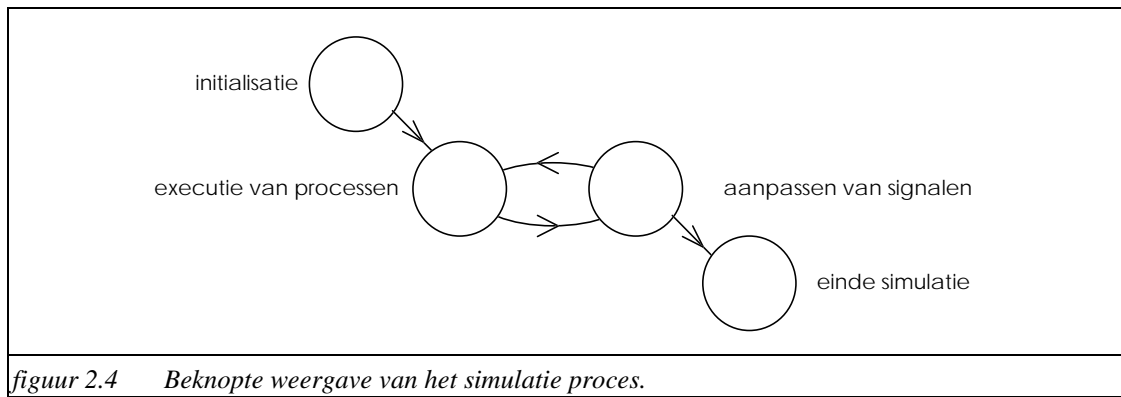 initialisatie
executie van processen
aanpassen van signalen
einde simulatie
figuur 2.4 Beknopte weergave van het simulatie proces.